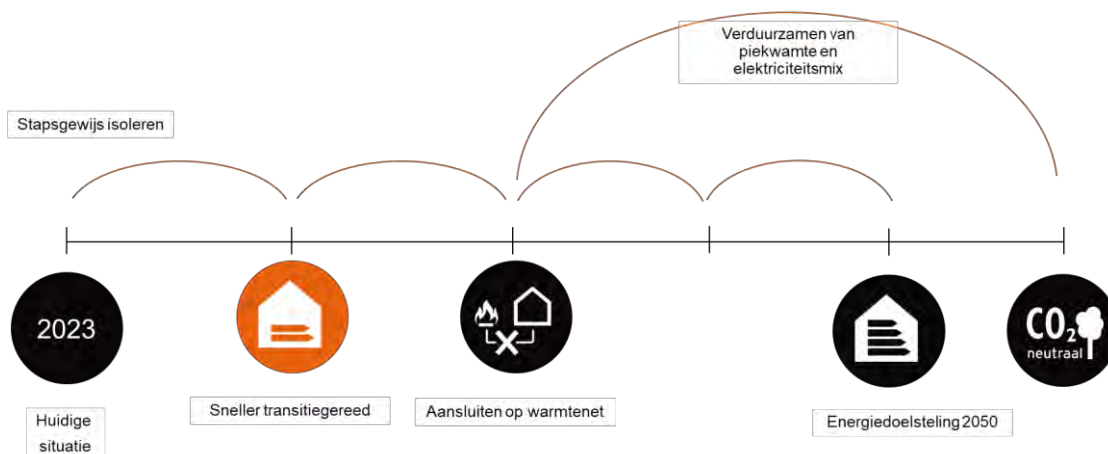 Verduurzamen van
piekwamte en
elektriciteitsmix
Stapsgewijs isoleren
2023
CO₂
neutraal
Huidige
situatie
Sneller transitiegereed
Aansluiten op warmtenet
Energiedoelsteling 2050